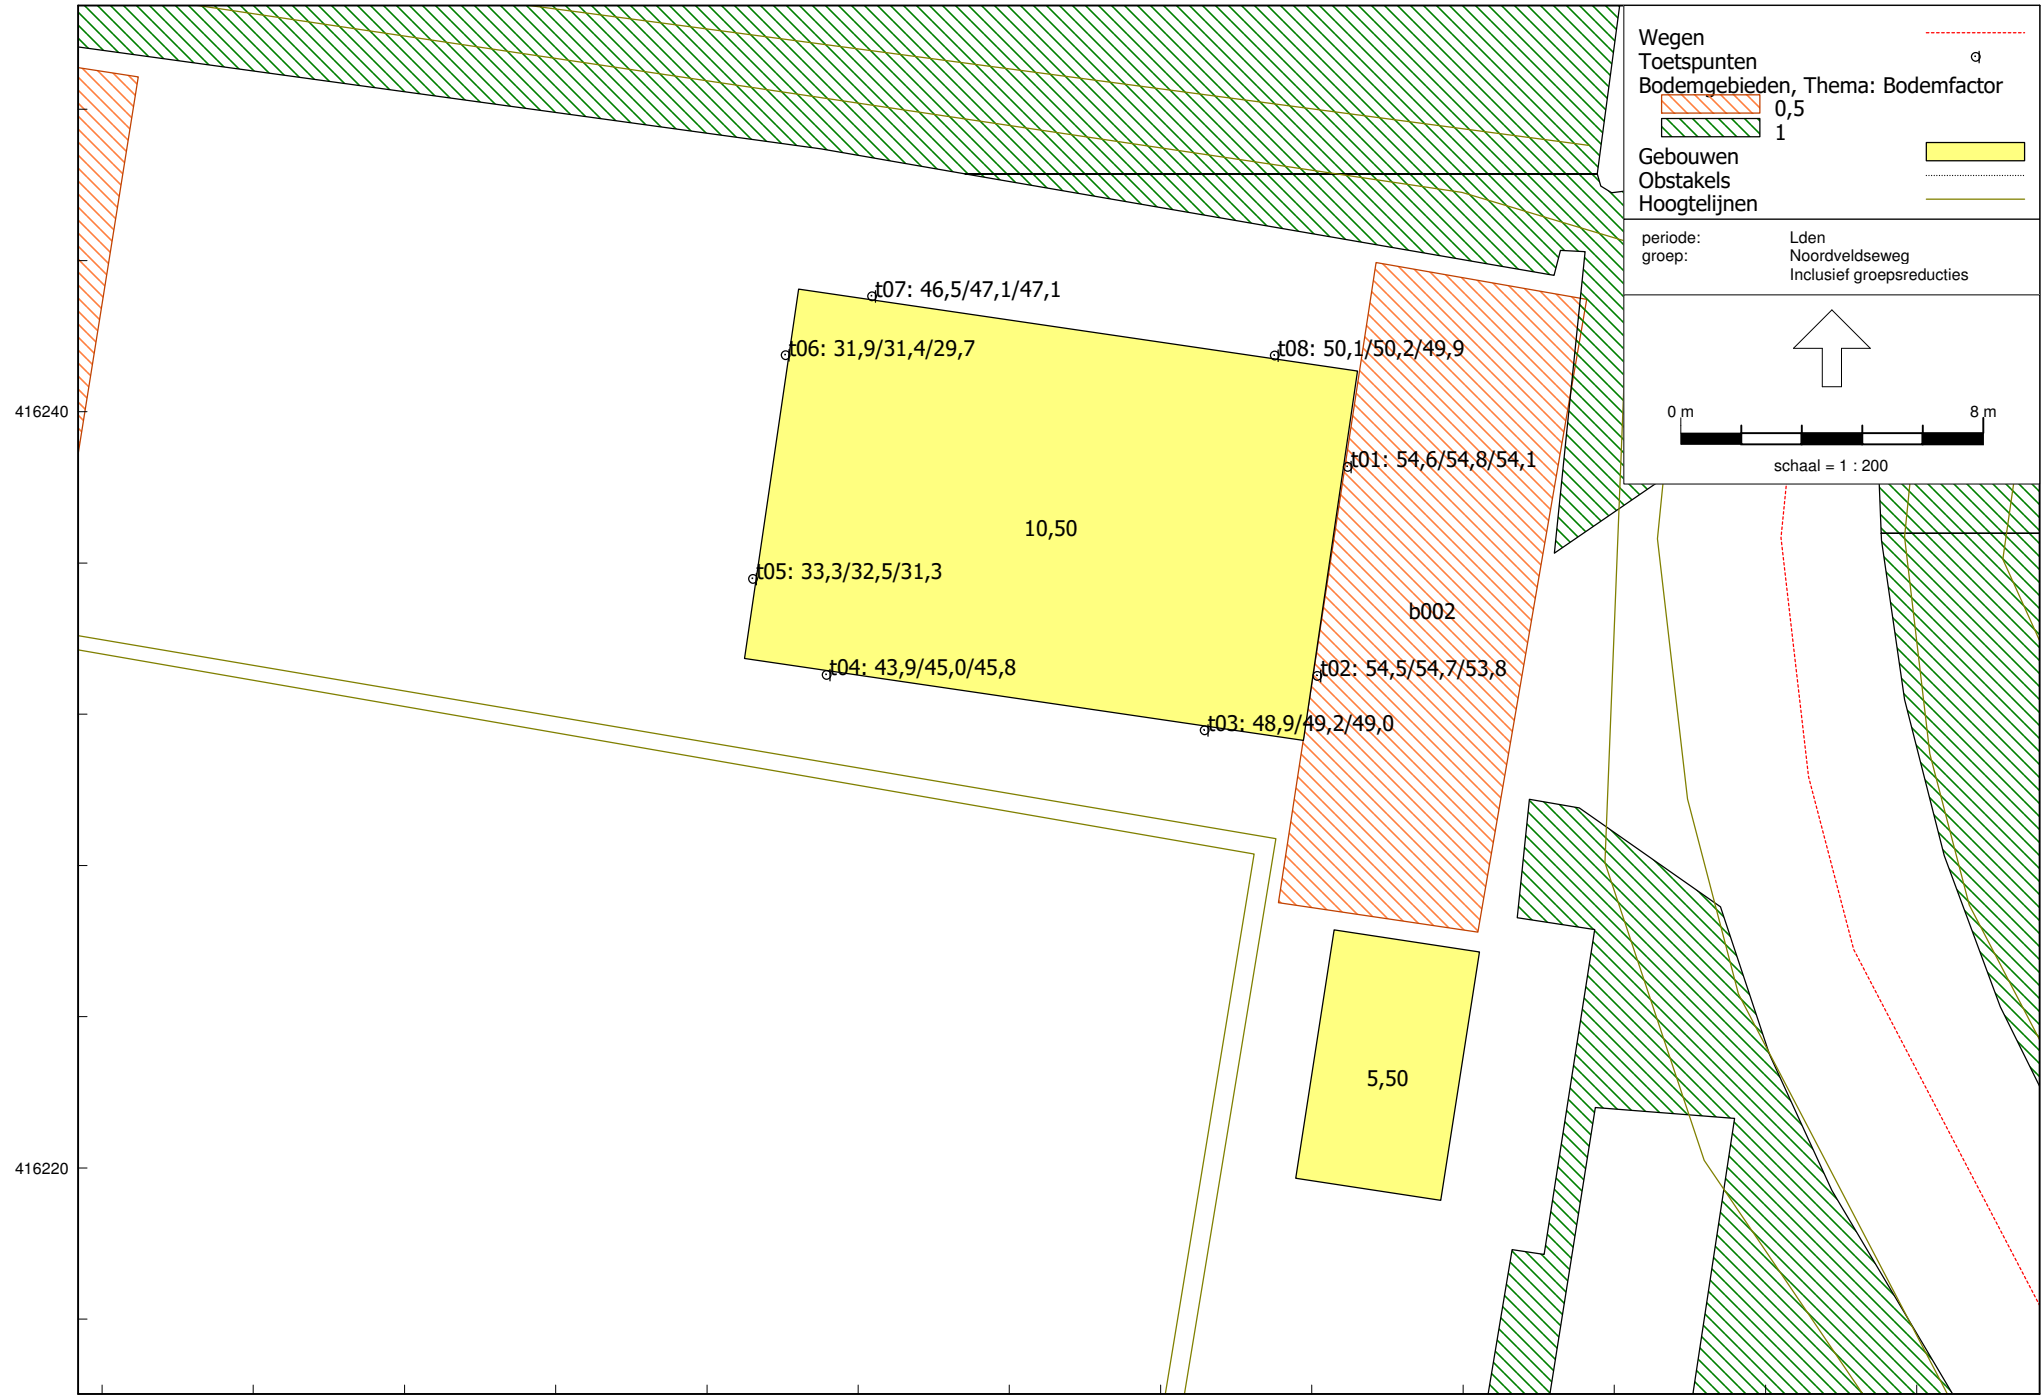 Wegen
Toetspunten
Bodemgebieden, Thema: Bodemfactor
0,5
1
Gebouwen
Obstakels
Hoogtelijnen
periode: Lden
groep: Noordveldseweg
Inclusief groepsreducties
0 m 8 m
schaal = 1 : 200
t07: 46,5/47,1/47,1
t06: 31,9/31,4/29,7
t08: 50,1/50,2/49,9
416240
t01: 54,6/54,8/54,1
10,50
t05: 33,3/32,5/31,3
b002
t04: 43,9/45,0/45,8
t02: 54,5/54,7/53,8
t03: 48,9/49,2/49,0
5,50
416220